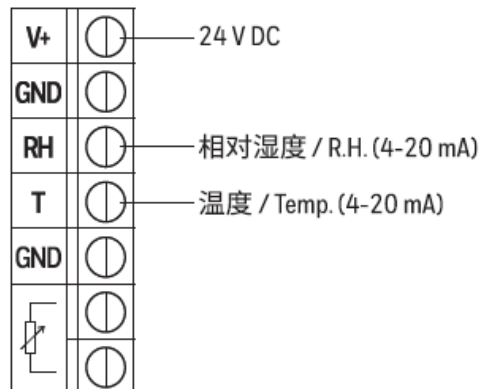 V+ 24 V DC
GND
RH 相对湿度 / R.H. (4-20 mA)
T 温度 / Temp. (4-20 mA)
GND